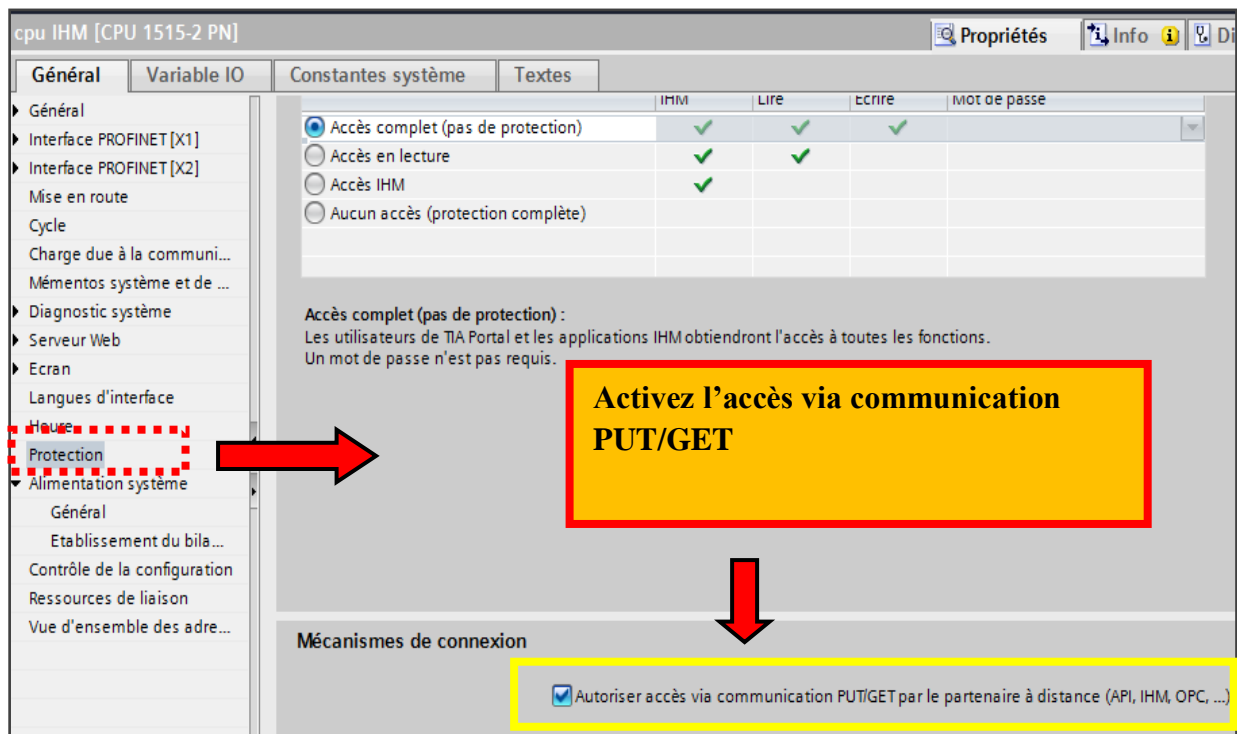 cpu IHM [CPU 1515-2 PN]
Propriétés
Info
Di
Général
Variable IO
Constantes système
Textes
Général
Interface PROFINET [X1]
Interface PROFINET [X2]
Mise en route
Cycle
Charge due à la communi...
Mémentos système et de ...
Diagnostic système
Serveur Web
Ecran
Langues d'interface
Heure
Protection
Alimentation système
Général
Etablissement du bila...
Contrôle de la configuration
Ressources de liaison
Vue d'ensemble des adre...
IHM Lire Ecrire Mot de passe
Accès complet (pas de protection)
Accès en lecture
Accès IHM
Aucun accès (protection complète)
Accès complet (pas de protection) :
Les utilisateurs de TIA Portal et les applications IHM obtiendront l'accès à toutes les fonctions.
Un mot de passe n'est pas requis.
Activez l’accès via communication
PUT/GET
Mécanismes de connexion
Autoriser accès via communication PUT/GET par le partenaire à distance (API, IHM, OPC, ...)